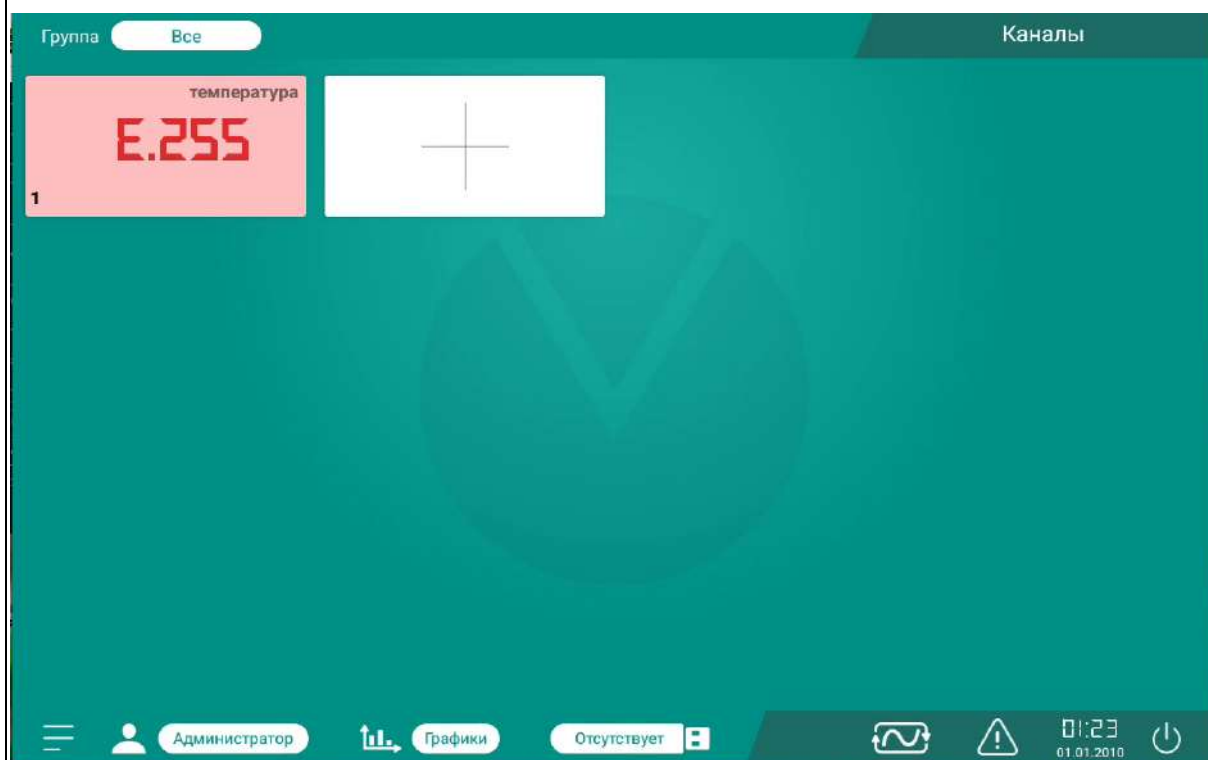 Группа Все Каналы
температура
E.255
1
Администратор Графики Отсутствует 01:23
01.01.2010